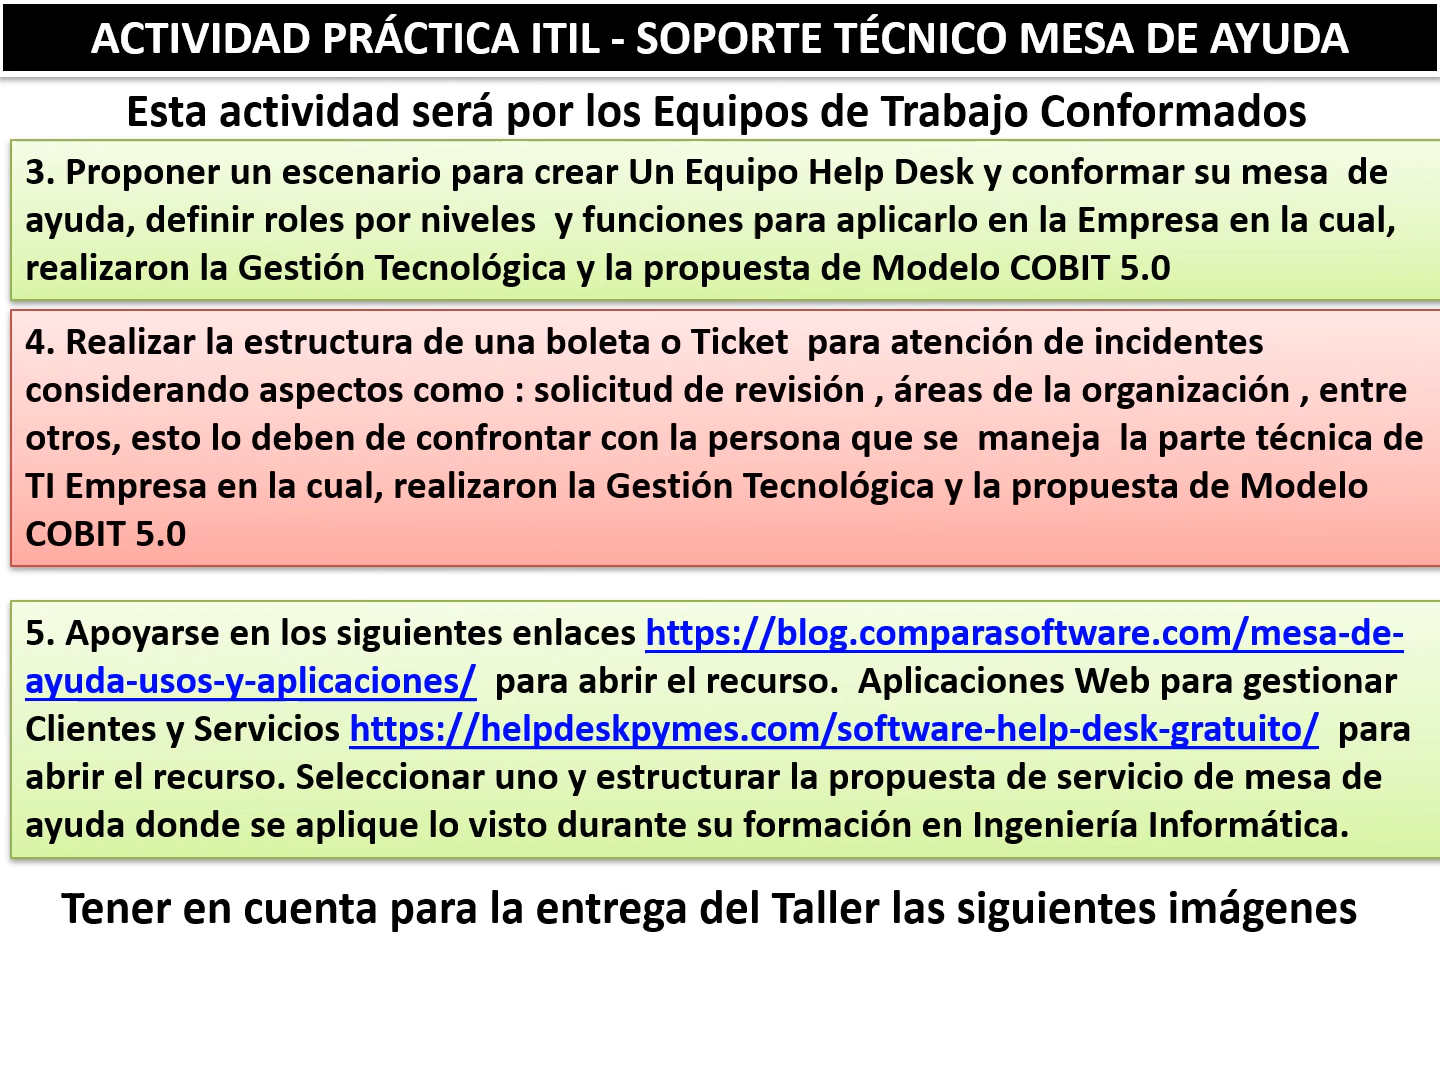 ACTIVIDAD PRÁCTICA ITIL - SOPORTE TÉCNICO MESA DE AYUDA
Esta actividad será por los Equipos de Trabajo Conformados
3. Proponer un escenario para crear Un Equipo Help Desk y conformar su mesa de
ayuda, definir roles por niveles y funciones para aplicarlo en la Empresa en la cual,
realizaron la Gestión Tecnológica y la propuesta de Modelo COBIT 5.0
4. Realizar la estructura de una boleta o Ticket para atención de incidentes
considerando aspectos como : solicitud de revisión , áreas de la organización , entre
otros, esto lo deben de confrontar con la persona que se maneja la parte técnica de
TI Empresa en la cual, realizaron la Gestión Tecnológica y la propuesta de Modelo
COBIT 5.0
5. Apoyarse en los siguientes enlaces https://blog.comparasoftware.com/mesa-de-
ayuda-usos-y-aplicaciones/ para abrir el recurso. Aplicaciones Web para gestionar
Clientes y Servicios https://helpdeskpymes.com/software-help-desk-gratuito/ para
abrir el recurso. Seleccionar uno y estructurar la propuesta de servicio de mesa de
ayuda donde se aplique lo visto durante su formación en Ingeniería Informática.
Tener en cuenta para la entrega del Taller las siguientes imágenes